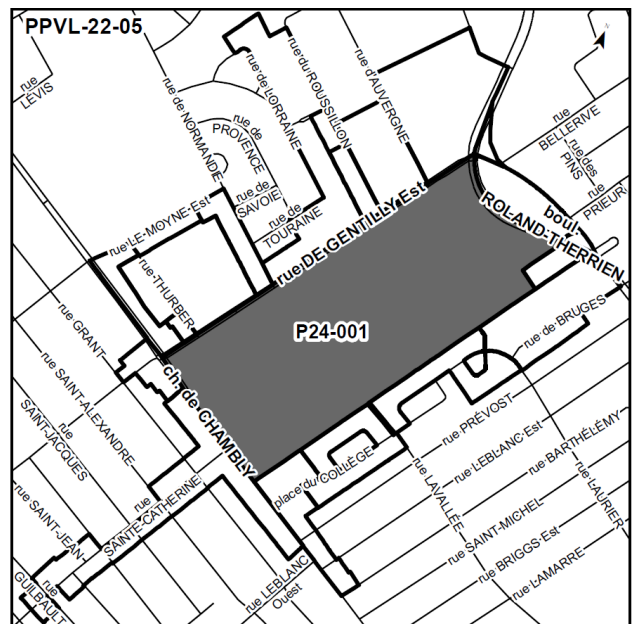 PPVL-22-05
N
rue
LÉVIS
rue de NORMANDIE
rue de
PROVENCE
rue de LORRAINE
rue du ROUSSILLON
rue d'AUVERGNE
rue de
SAVOIE
rue de
TOURAINE
rue LE MOYNE Est
rue THURBER
rue DE GENTILLY Est
rue
BELLERIVE
rue des
PINS
rue
PRIEUR
boul.
ROLAND-THERRIEN
P24-001
ch. de CHAMBLY
rue GRANT
rue SAINT-ALEXANDRE
rue
SAINT-JACQUES
rue SAINT-JEAN
rue
GUILBAULT
rue
SAINTE-CATHERINE
rue LEBLANC
Ouest
place du COLLÈGE
rue de BRUGES
rue PRÉVOST
rue LEBLANC Est
rue BARTHÉLÉMY
rue LAVALLÉE
rue LAURIER
rue SAINT-MICHEL
rue BRIGGS Est
rue LAMARRE